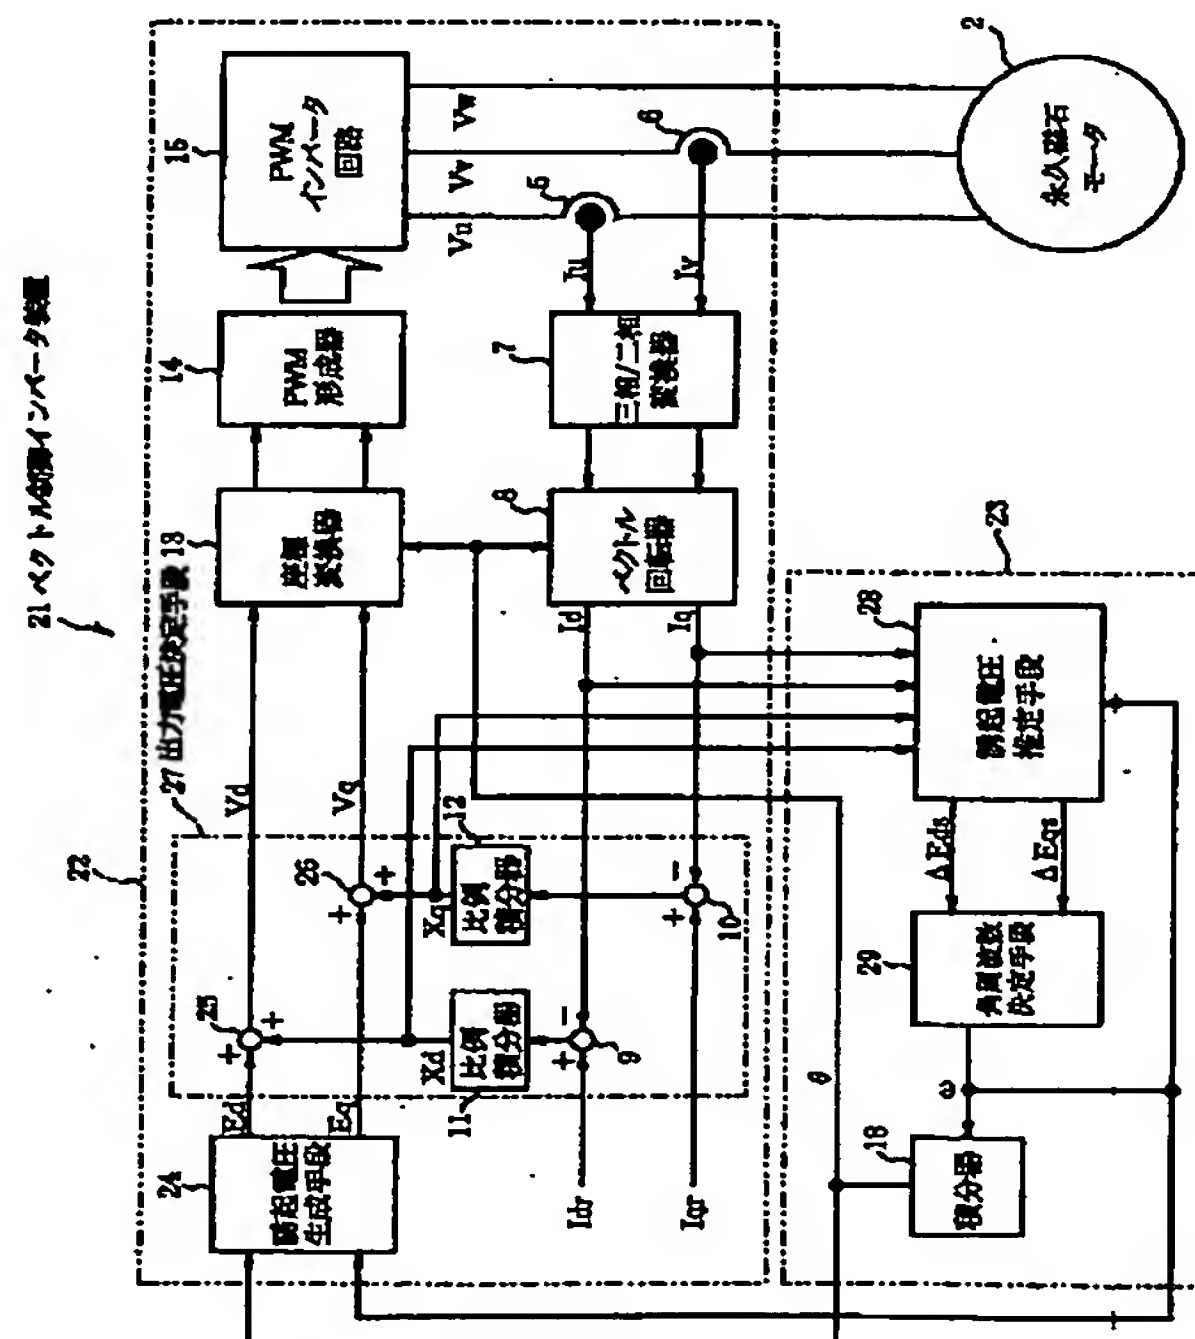 21 ベクトル制御インバータ装置
22
27 出力電圧決定手段
24
誘起電圧
生成手段
Ed
Eq
25
+
+
Vd
26
+
+
Vq
Xd
11
比例
積分器
Xq
12
比例
積分器
Idr
+
-
9
Iqr
+
-
10
13
座標
変換器
14
PWM
形成器
15
PWM
インバータ
回路
Vu
Vv
Vw
5
6
Iu
Iv
7
三相/二相
変換器
8
ベクトル
回転器
Id
Iq
2
永久磁石
モータ
23
28
誘起電圧
推定手段
ΔEds
ΔEqs
29
角周波数
決定手段
ω
18
積分器
θ